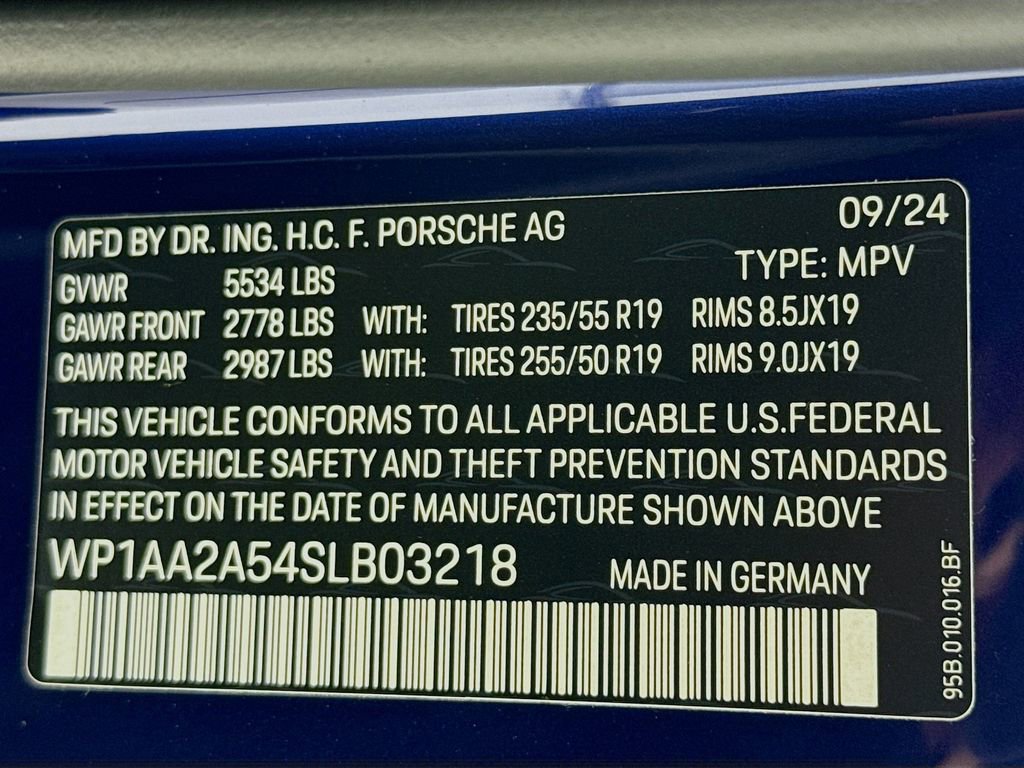 MFD BY DR. ING. H.C. F. PORSCHE AG 09/24
GVWR 5534 LBS TYPE: MPV
GAWR FRONT 2778 LBS WITH: TIRES 235/55 R19 RIMS 8.5JX19
GAWR REAR 2987 LBS WITH: TIRES 255/50 R19 RIMS 9.0JX19
THIS VEHICLE CONFORMS TO ALL APPLICABLE U.S.FEDERAL
MOTOR VEHICLE SAFETY AND THEFT PREVENTION STANDARDS
IN EFFECT ON THE DATE OF MANUFACTURE SHOWN ABOVE
WP1AA2A54SLB03218 MADE IN GERMANY
95B.010.016.BF